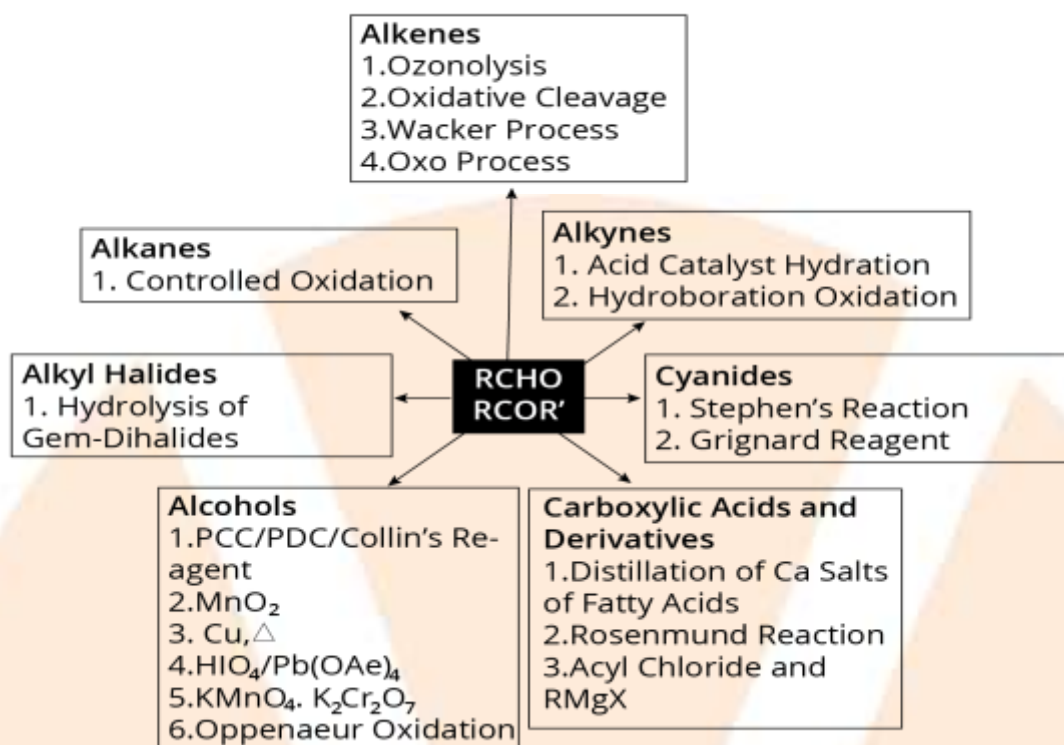 Alkenes
1.Ozonolysis
2.Oxidative Cleavage
3.Wacker Process
4.Oxo Process
Alkanes
1. Controlled Oxidation
Alkynes
1. Acid Catalyst Hydration
2. Hydroboration Oxidation
Alkyl Halides
1. Hydrolysis of
Gem-Dihalides
RCHO
RCOR’
Cyanides
1. Stephen’s Reaction
2. Grignard Reagent
Alcohols
1.PCC/PDC/Collin’s Re-
agent
2.MnO₂
3. Cu,△
4.HIO₄/Pb(OAe)₄
5.KMnO₄. K₂Cr₂O₇
6.Oppenaeur Oxidation
Carboxylic Acids and
Derivatives
1.Distillation of Ca Salts
of Fatty Acids
2.Rosenmund Reaction
3.Acyl Chloride and
RMgX